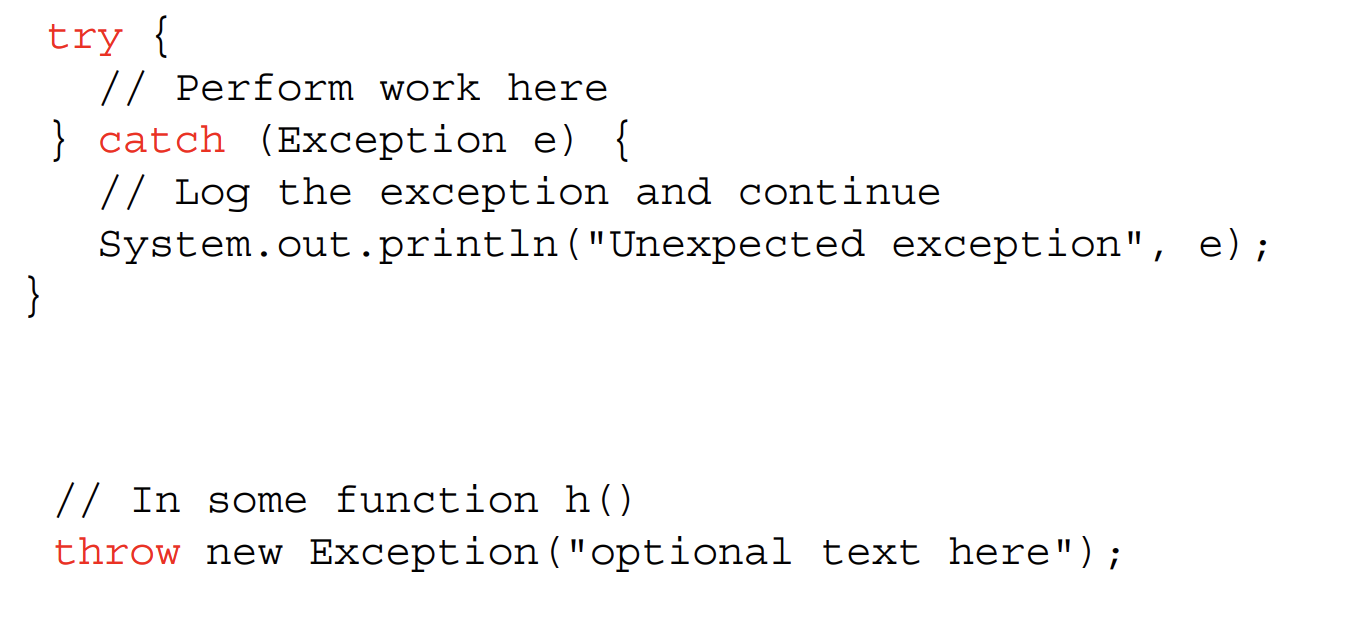 try {
// Perform work here
} catch (Exception e) {
// Log the exception and continue
System.out.println("Unexpected exception", e);
}
// In some function h()
throw new Exception("optional text here");